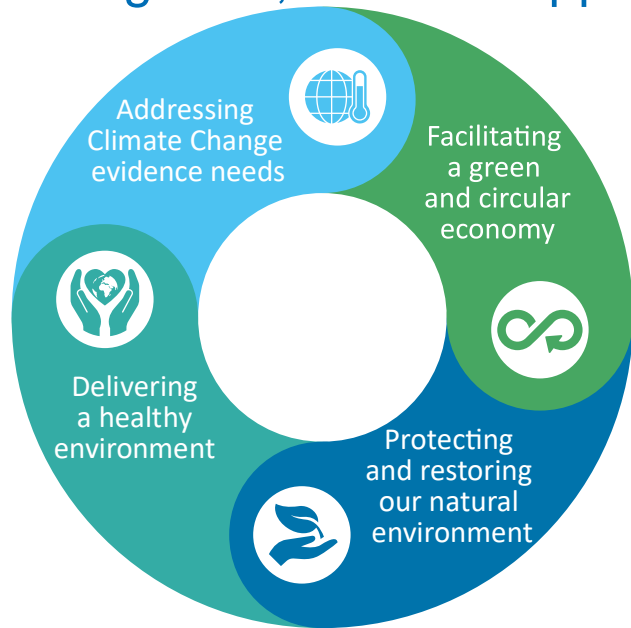 Addressing
Climate Change
evidence needs
Facilitating
a green
and circular
economy
Delivering
a healthy
environment
Protecting
and restoring
our natural
environment